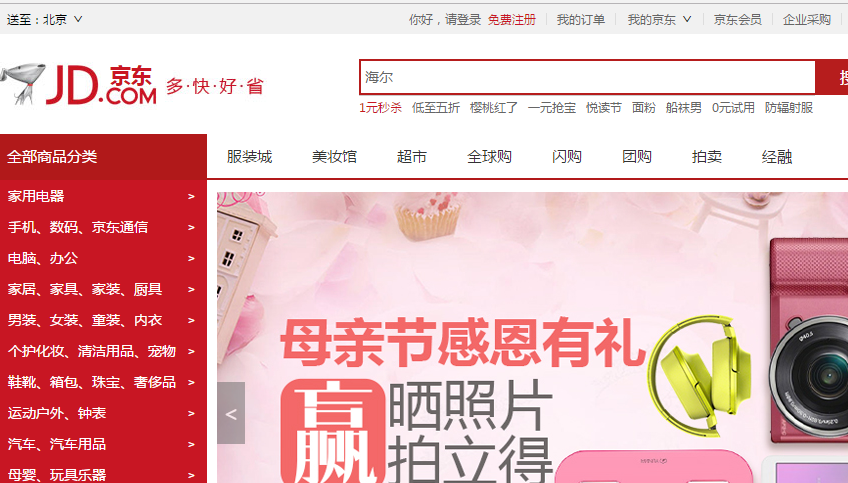 送至：北京
你好，请登录 免费注册 我的订单 我的京东 京东会员 企业采购
JD.COM 京东
多·快·好·省
海尔
1元秒杀 低至五折 樱桃红了 一元抢宝 悦读节 面粉 船袜男 0元试用 防辐射服
全部商品分类 服装城 美妆馆 超市 全球购 闪购 团购 拍卖 经融
家用电器 >
手机、数码、京东通信 >
电脑、办公 >
家居、家具、家装、厨具 >
男装、女装、童装、内衣 >
个护化妆、清洁用品、宠物 >
鞋靴、箱包、珠宝、奢侈品 >
运动户外、钟表 >
汽车、汽车用品 >
母婴、玩具乐器 >
母亲节感恩有礼
赢 晒照片
拍立得
<